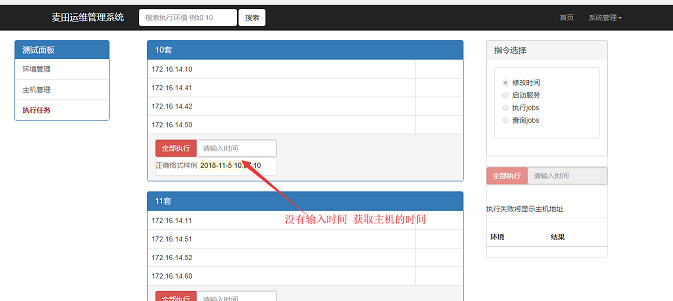 麦田运维管理系统
搜索执行环境 例如 10
搜索
首页
系统管理
测试面板
环境管理
主机管理
执行任务
10套
172.16.14.10
172.16.14.41
172.16.14.42
172.16.14.50
全部执行
请输入时间
正确格式样例 2018-11-5 10:
:10
没有输入时间 获取主机的时间
11套
172.16.14.11
172.16.14.51
172.16.14.52
172.16.14.60
全部执行
请输入时间
指令选择
修改时间
启动服务
执行jobs
查询jobs
全部执行
请输入时间
执行失败将显示主机地址
环境
结果